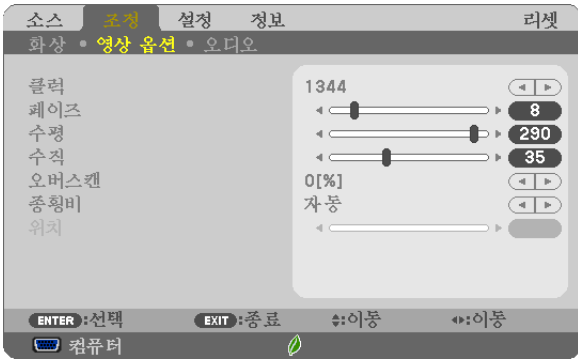 소스 조정 설정 정보 리셋
화상 • 영상 옵션 • 오디오
클럭 1344
페이즈 8
수평 290
수직 35
오버스캔 0[%]
종횡비 자동
위치
ENTER :선택 EXIT :종료 :이동 :이동
컴퓨터